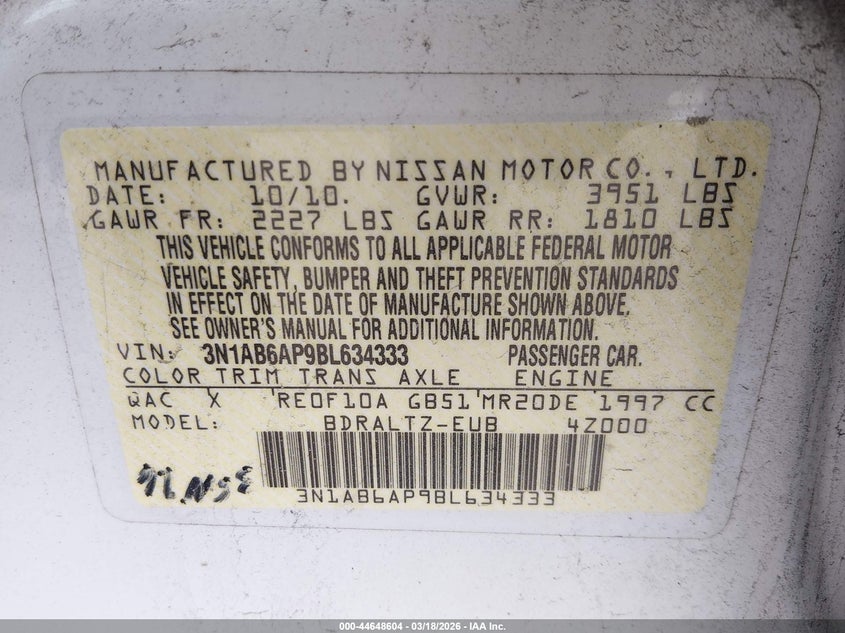 MANUFACTURED BY NISSAN MOTOR CO., LTD.
DATE: 10/10. GVWR: 3951 LBS
GAWR FR: 2227 LBS GAWR RR: 1810 LBS
THIS VEHICLE CONFORMS TO ALL APPLICABLE FEDERAL MOTOR
VEHICLE SAFETY, BUMPER AND THEFT PREVENTION STANDARDS
IN EFFECT ON THE DATE OF MANUFACTURE SHOWN ABOVE.
SEE OWNER'S MANUAL FOR ADDITIONAL INFORMATION.
VIN: 3N1AB6AP9BL634333 PASSENGER CAR.
COLOR TRIM TRANS AXLE ENGINE
QAC X RE0F10A GB51 MR20DE 1997 CC
MODEL: BDRALTZ-EUB 4Z000
3N1AB6AP9BL634333
000-44648604 — 03/18/2026 — IAA Inc.